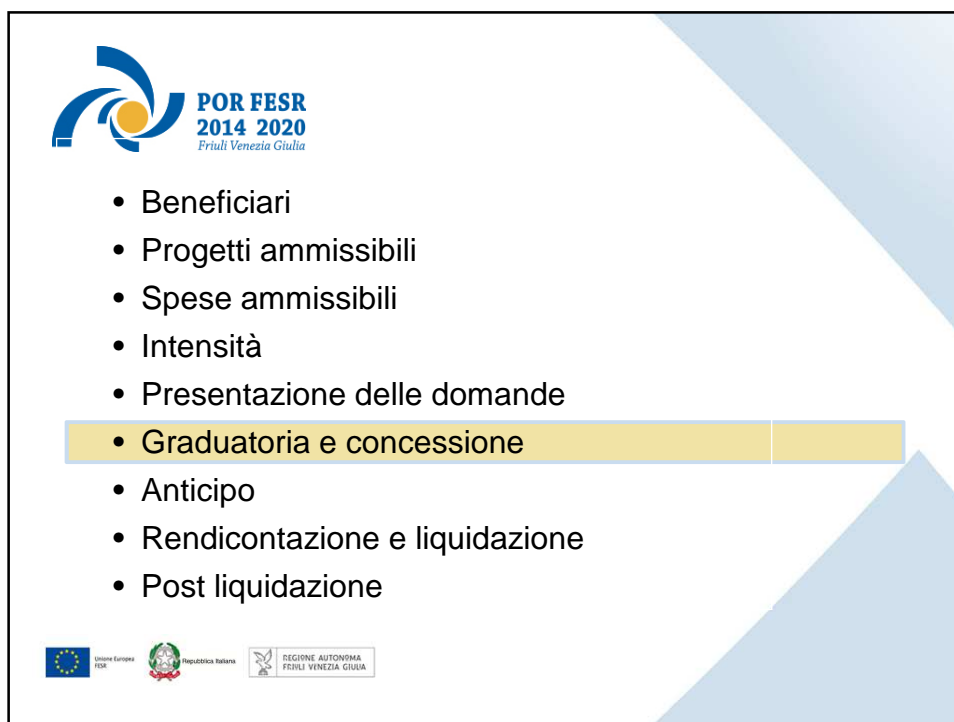 POR FESR
2014 2020
Friuli Venezia Giulia
• Beneficiari
• Progetti ammissibili
• Spese ammissibili
• Intensità
• Presentazione delle domande
• Graduatoria e concessione
• Anticipo
• Rendicontazione e liquidazione
• Post liquidazione
Unione Europea
FESR
Repubblica Italiana
REGIONE AUTONOMA
FRIULI VENEZIA GIULIA